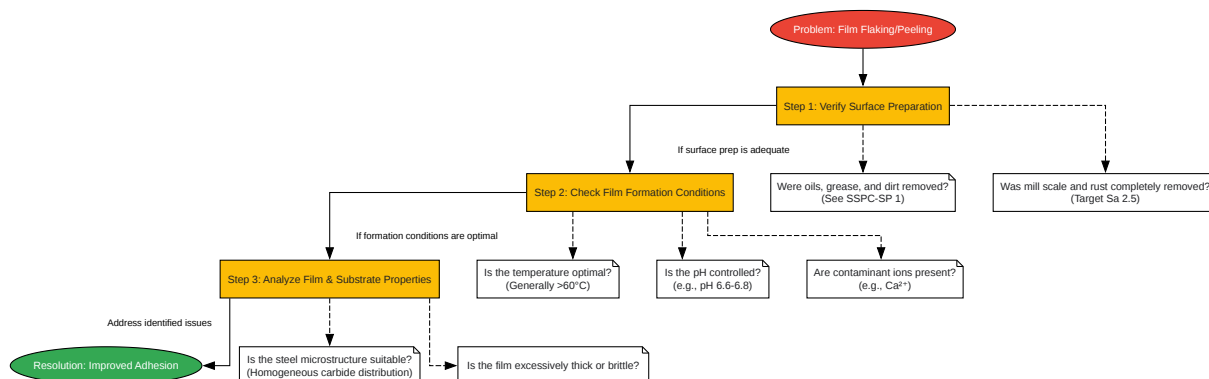 Problem: Film Flaking/Peeling
Step 1: Verify Surface Preparation
If surface prep is adequate
Step 2: Check Film Formation Conditions
Were oils, grease, and dirt removed?
(See SSPC-SP 1)
Was mill scale and rust completely removed?
(Target Sa 2.5)
If formation conditions are optimal
Step 3: Analyze Film & Substrate Properties
Is the temperature optimal?
(Generally >60°C)
Is the pH controlled?
(e.g., pH 6.6-6.8)
Are contaminant ions present?
(e.g., Ca²⁺)
Address identified issues
Resolution: Improved Adhesion
Is the steel microstructure suitable?
(Homogeneous carbide distribution)
Is the film excessively thick or brittle?